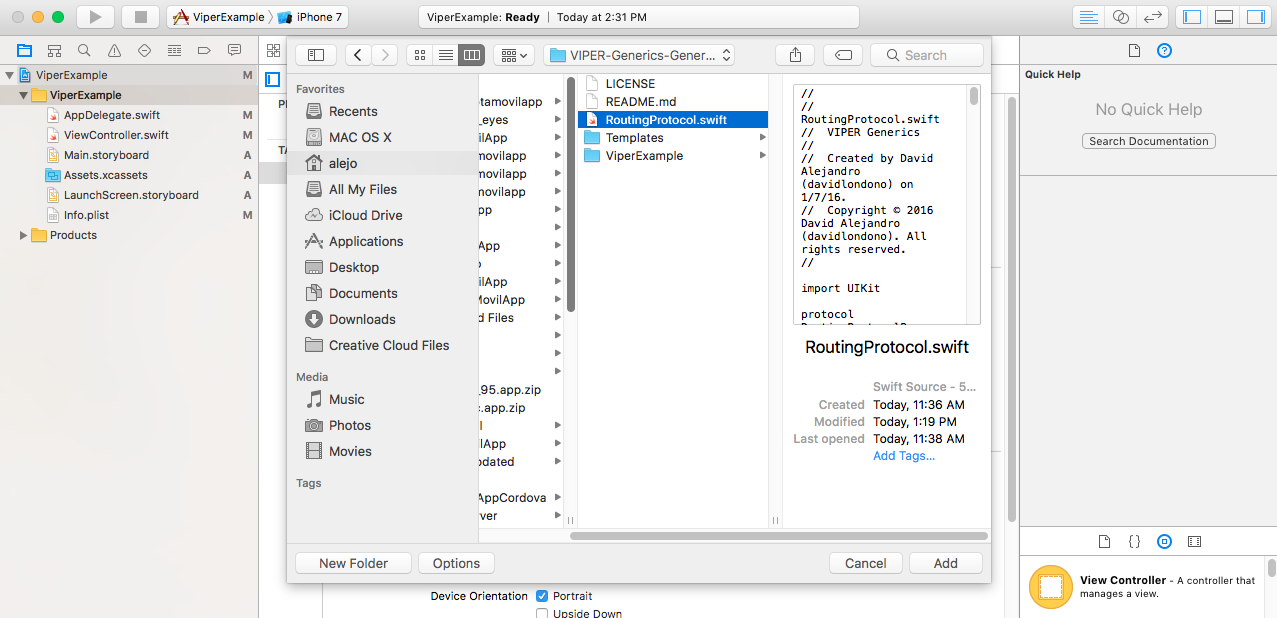 ViperExample
iPhone 7
ViperExample: Ready | Today at 2:31 PM
ViperExample M
ViperExample
AppDelegate.swift M
ViewController.swift M
Main.storyboard A
Assets.xcassets A
LaunchScreen.storyboard A
Info.plist M
Products
VIPER-Generics-Gener...
Search
Favorites
Recents
MAC OS X
alejo
All My Files
iCloud Drive
Applications
Desktop
Documents
Downloads
Creative Cloud Files
Media
Music
Photos
Movies
Tags
tamovilapp
_eyes
ilApp
movilapp
movilapp
movilapp
pp
App
ilApp
MovilApp
d Files
_95.app.zip
c.app.zip
lApp
odated
AppCordova
ver
LICENSE
README.md
RoutingProtocol.swift
Templates
ViperExample
//
//
RoutingProtocol.swift
// VIPER Generics
//
// Created by David
Alejandro
(davidlondono) on
1/7/16.
// Copyright © 2016
David Alejandro
(davidlondono). All
rights reserved.
//
import UIKit
protocol
RoutingProtocol.swift
Swift Source - 5...
Created Today, 11:36 AM
Modified Today, 1:19 PM
Last opened Today, 11:38 AM
Add Tags...
New Folder
Options
Cancel
Add
Device Orientation Portrait
Upside Down
Quick Help
No Quick Help
Search Documentation
{ }
View Controller - A controller that
manages a view.